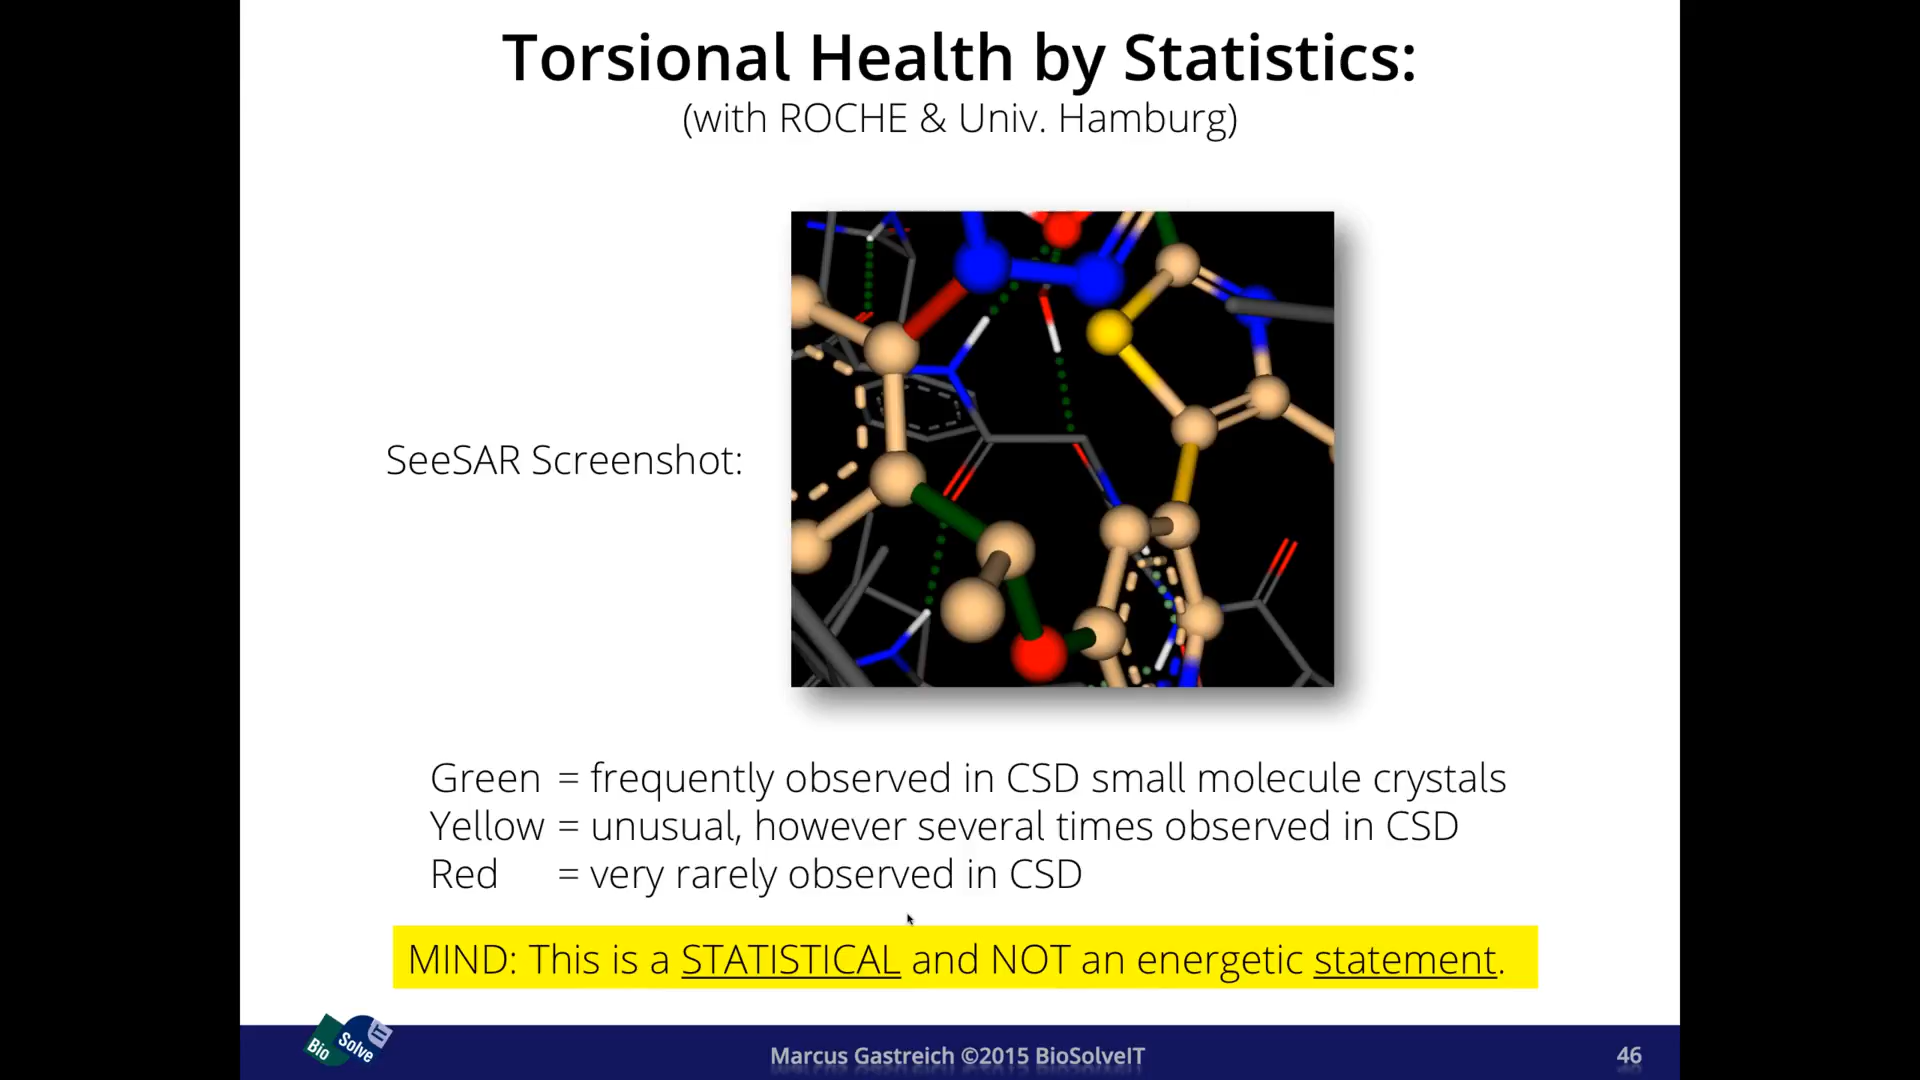 Torsional Health by Statistics:
(with ROCHE & Univ. Hamburg)
SeeSAR Screenshot:
Green = frequently observed in CSD small molecule crystals
Yellow = unusual, however several times observed in CSD
Red = very rarely observed in CSD
MIND: This is a STATISTICAL and NOT an energetic statement.
Bio Solve IT
Marcus Gastreich ©2015 BioSolveIT
46